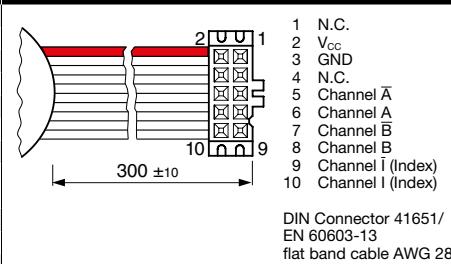 2
1
10
9
300 ±10
1 N.C.
2 VCC
3 GND
4 N.C.
5 Channel A̅
6 Channel A
7 Channel B̅
8 Channel B
9 Channel I̅ (Index)
10 Channel I (Index)
DIN Connector 41651/
EN 60603-13
flat band cable AWG 28